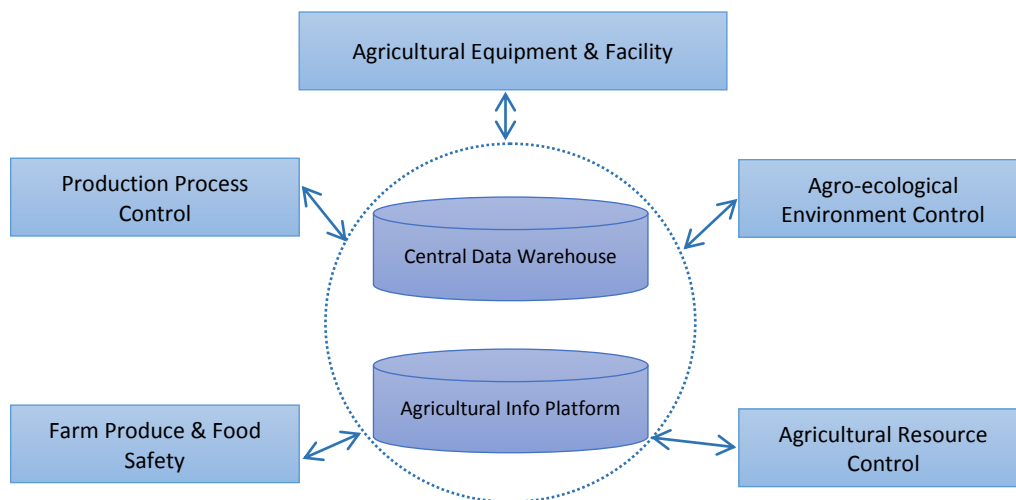 Agricultural Equipment & Facility
Production Process
Control
Agro-ecological
Environment Control
Central Data Warehouse
Agricultural Info Platform
Farm Produce & Food
Safety
Agricultural Resource
Control